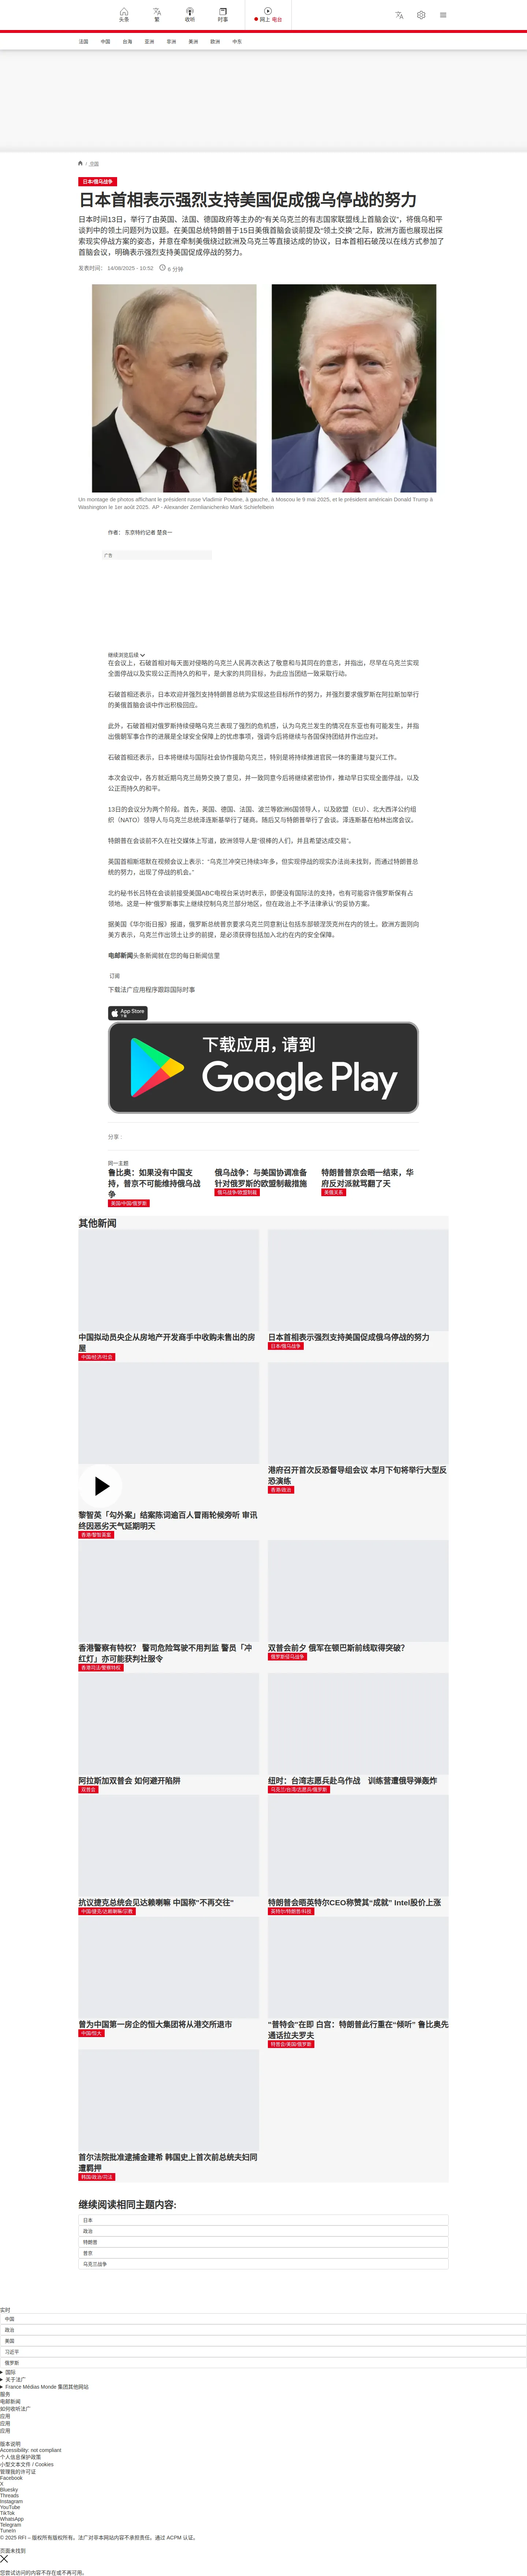 头条
繁
收听
时事
网上 电台
法国
中国
台海
亚洲
非洲
美洲
欧洲
中东
/ 中国
日本/俄乌战争
日本首相表示强烈支持美国促成俄乌停战的努力
日本时间13日，举行了由英国、法国、德国政府等主办的“有关乌克兰的有志国家联盟线上首脑会议”，将俄乌和平
谈判中的领土问题列为议题。在美国总统特朗普于15日美俄首脑会谈前提及“领土交换”之际，欧洲方面也展现出探
索现实停战方案的姿态，并意在牵制美俄绕过欧洲及乌克兰等直接达成的协议，日本首相石破茂以在线方式参加了
首脑会议，明确表示强烈支持美国促成停战的努力。
发表时间： 14/08/2025 - 10:52 6 分钟
Un montage de photos affichant le président russe Vladimir Poutine, à gauche, à Moscou le 9 mai 2025, et le président américain Donald Trump à
Washington le 1er août 2025. AP - Alexander Zemlianichenko Mark Schiefelbein
作者： 东京特约记者 楚良一
广告
继续浏览后续
在会议上，石破首相对每天面对侵略的乌克兰人民再次表达了敬意和与其同在的意志，并指出，尽早在乌克兰实现
全面停战以及实现公正而持久的和平，是大家的共同目标，为此应当团结一致采取行动。
石破首相还表示，日本欢迎并强烈支持特朗普总统为实现这些目标所作的努力，并强烈要求俄罗斯在阿拉斯加举行
的美俄首脑会谈中作出积极回应。
此外，石破首相对俄罗斯持续侵略乌克兰表现了强烈的危机感，认为乌克兰发生的情况在东亚也有可能发生，并指
出俄朝军事合作的进展是全球安全保障上的忧虑事项，强调今后将继续与各国保持团结并作出应对。
石破首相还表示，日本将继续与国际社会协作援助乌克兰，特别是将持续推进官民一体的重建与复兴工作。
本次会议中，各方就近期乌克兰局势交换了意见，并一致同意今后将继续紧密协作，推动早日实现全面停战，以及
公正而持久的和平。
13日的会议分为两个阶段。首先，英国、德国、法国、波兰等欧洲6国领导人，以及欧盟（EU）、北大西洋公约组
织（NATO）领导人与乌克兰总统泽连斯基举行了磋商。随后又与特朗普举行了会谈。泽连斯基在柏林出席会议。
特朗普在会谈前不久在社交媒体上写道，欧洲领导人是“很棒的人们，并且希望达成交易”。
英国首相斯塔默在视频会议上表示：“乌克兰冲突已持续3年多，但实现停战的现实办法尚未找到，而通过特朗普总
统的努力，出现了停战的机会。”
北约秘书长吕特在会谈前接受美国ABC电视台采访时表示，即便没有国际法的支持，也有可能容许俄罗斯保有占
领地。这是一种“俄罗斯事实上继续控制乌克兰部分地区，但在政治上不予法律承认”的妥协方案。
据美国《华尔街日报》报道，俄罗斯总统普京要求乌克兰同意割让包括东部顿涅茨克州在内的领土。欧洲方面则向
美方表示，乌克兰作出领土让步的前提，是必须获得包括加入北约在内的安全保障。
电邮新闻头条新闻就在您的每日新闻信里
订阅
下载法广应用程序跟踪国际时事
App Store
下载
下载应用，请到
Google Play
分享：
同一主题
鲁比奥：如果没有中国支
持，普京不可能维持俄乌战
争
美国/中国/俄罗斯
俄乌战争：与美国协调准备
针对俄罗斯的欧盟制裁措施
俄乌战争/欧盟制裁
特朗普普京会晤一结束，华
府反对派就骂翻了天
美俄关系
其他新闻
中国拟动员央企从房地产开发商手中收购未售出的房
屋
中国/经济/社会
日本首相表示强烈支持美国促成俄乌停战的努力
日本/俄乌战争
黎智英「勾外案」结案陈词逾百人冒雨轮候旁听 审讯
终因恶劣天气延期明天
香港/黎智英案
港府召开首次反恐督导组会议 本月下旬将举行大型反
恐演练
香港/政治
香港警察有特权？ 警司危险驾驶不用判监 警员「冲
红灯」亦可能获判社服令
香港司法/警察特权
双普会前夕 俄军在顿巴斯前线取得突破？
俄罗斯侵乌战争
阿拉斯加双普会 如何避开陷阱
双普会
纽时：台湾志愿兵赴乌作战 训练营遭俄导弹轰炸
乌克兰/台湾/志愿兵/俄罗斯
抗议捷克总统会见达赖喇嘛 中国称"不再交往"
中国/捷克/达赖喇嘛/宗教
特朗普会晤英特尔CEO称赞其“成就” Intel股价上涨
英特尔/特朗普/科技
曾为中国第一房企的恒大集团将从港交所退市
中国/恒大
"普特会"在即 白宫：特朗普此行重在“倾听” 鲁比奥先
通话拉夫罗夫
特普会/美国/俄罗斯
首尔法院批准逮捕金建希 韩国史上首次前总统夫妇同
遭羁押
韩国/政治/司法
继续阅读相同主题内容:
日本
政治
特朗普
普京
乌克兰战争
实时
中国
政治
美国
习近平
俄罗斯
国际
关于法广
France Médias Monde 集团其他网站
服务
电邮新闻
如何收听法广
应用
应用
应用
版本说明
Accessibility: not compliant
个人信息保护政策
小型文本文件 / Cookies
管理我的许可证
Facebook
X
Bluesky
Threads
Instagram
YouTube
TikTok
WhatsApp
Telegram
TuneIn
© 2025 RFI – 版权所有版权所有。法广对非本网站内容不承担责任。通过 ACPM 认证。
页面未找到
您尝试访问的内容不存在或不再可用。